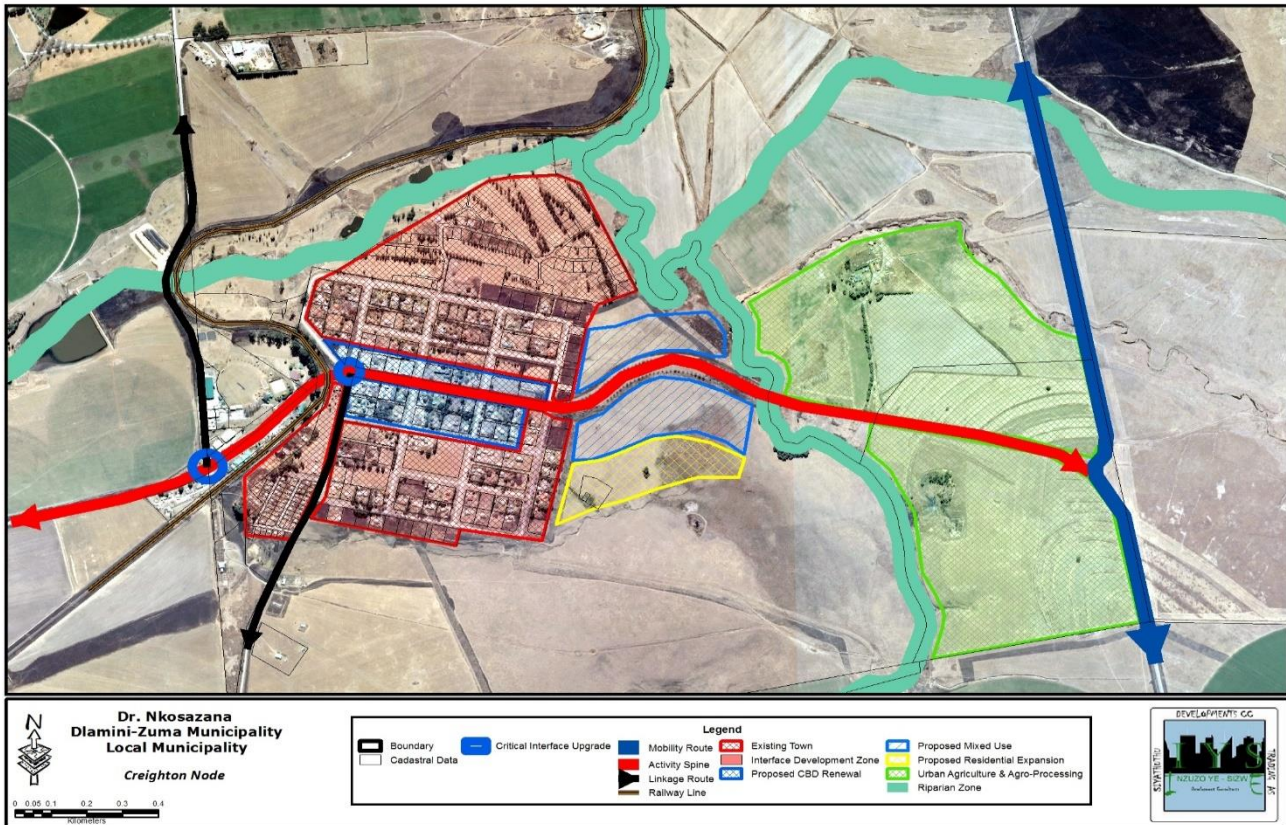 N
Dr. Nkosazana
Dlamini-Zuma Municipality
Local Municipality
Creighton Node
0 0.05 0.1 0.2 0.3 0.4
Kilometers
Legend
Boundary
Cadastral Data
Critical Interface Upgrade
Mobility Route
Activity Spine
Linkage Route
Railway Line
Existing Town
Interface Development Zone
Proposed CBD Renewal
Proposed Mixed Use
Proposed Residential Expansion
Urban Agriculture & Agro-Processing
Riparian Zone
DEVELOPMENTS CC
TRADING AS
SIYATHUTHU
NZUZO YE - SIZWE